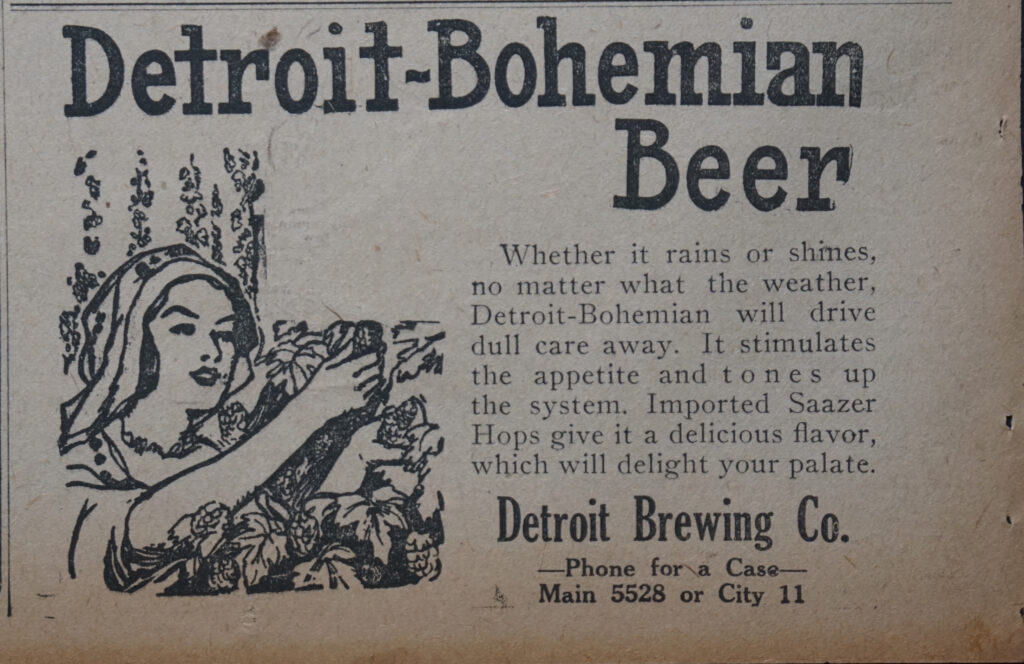 Detroit-Bohemian
Beer
Whether it rains or shines,
no matter what the weather,
Detroit-Bohemian will drive
dull care away. It stimulates
the appetite and tones up
the system. Imported Saazer
Hops give it a delicious flavor,
which will delight your palate.
Detroit Brewing Co.
—Phone for a Case—
Main 5528 or City 11